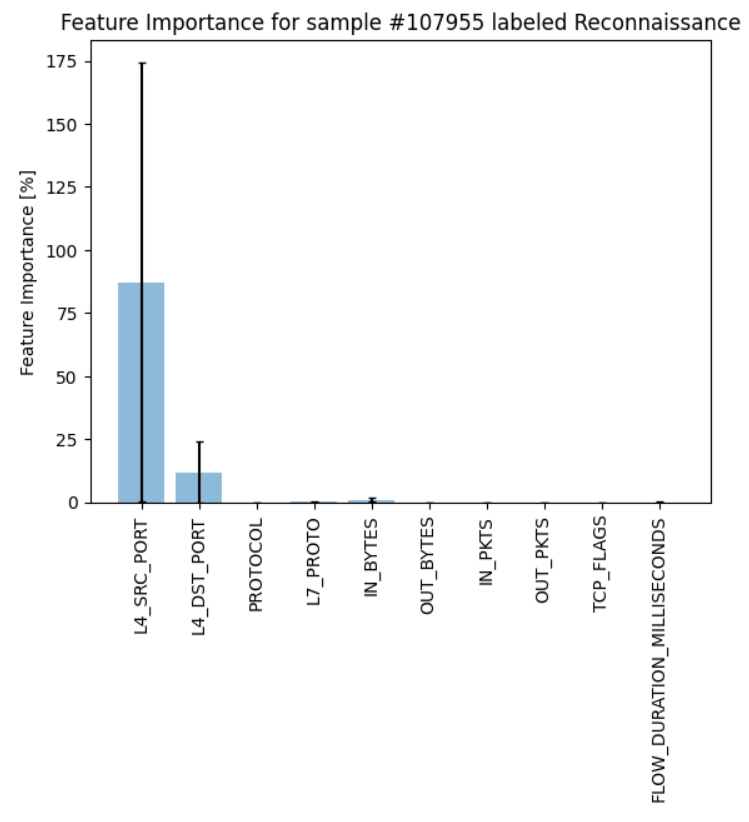 Feature Importance for sample #107955 labeled Reconnaissance
Feature Importance [%]
175
150
125
100
75
50
25
0
L4_SRC_PORT
L4_DST_PORT
PROTOCOL
L7_PROTO
IN_BYTES
OUT_BYTES
IN_PKTS
OUT_PKTS
TCP_FLAGS
FLOW_DURATION_MILLISECONDS